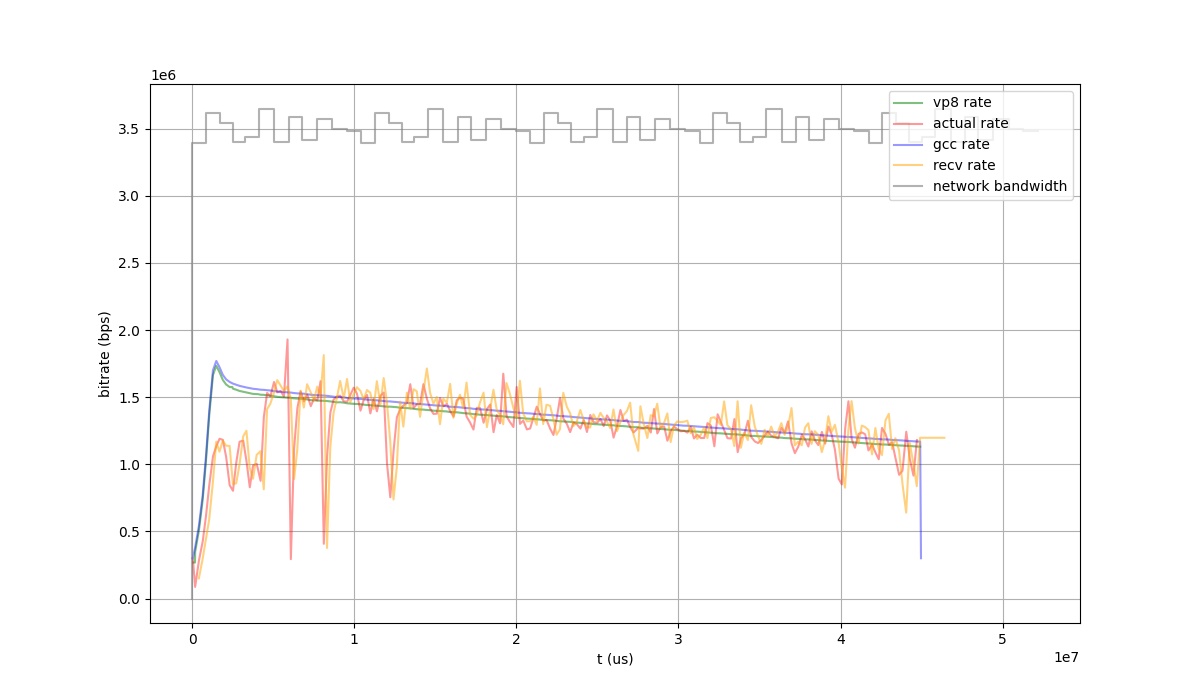 1e6
3.5
3.0
2.5
2.0
1.5
1.0
0.5
0.0
bitrate (bps)
vp8 rate
actual rate
gcc rate
recv rate
network bandwidth
0 1 2 3 4 5
t (us)
1e7